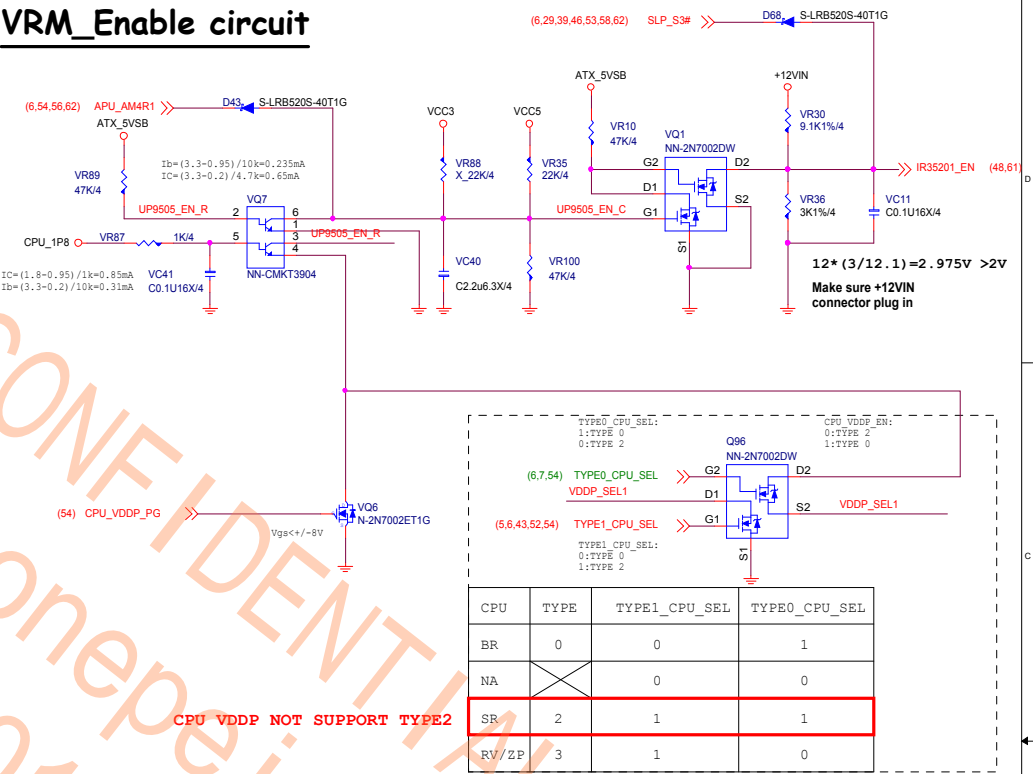 VRM_Enable circuit
(6,29,39,46,53,58,62) SLP_S3# D68 S-LRB520S-40T1G
ATX_5VSB +12VIN
(6,54,56,62) APU_AM4R1 D43 S-LRB520S-40T1G
ATX_5VSB VCC3 VCC5
VR10
47K/4
VQ1
NN-2N7002DW
VR30
9.1K1%/4
Ib=(3.3-0.95)/10k=0.235mA
IC=(3.3-0.2)/4.7k=0.65mA
VR89
47K/4
VR88
X_22K/4
VR35
22K/4
G2 D2
D1 S2
G1
S1
IR35201_EN (48,61)
VR36
3K1%/4
VC11
C0.1U16X/4
UP9505_EN_R 2 VQ7 6
1
UP9505_EN_C
CPU_1P8 VR87 1K/4 5 3 UP9505_EN_R
4
NN-CMKT3904
IC=(1.8-0.95)/1k=0.85mA
Ib=(3.3-0.2)/10k=0.31mA
VC41
C0.1U16X/4
VC40
C2.2u6.3X/4
VR100
47K/4
12*(3/12.1)=2.975V >2V
Make sure +12VIN
connector plug in
TYPE0_CPU_SEL:
1:TYPE 0
0:TYPE 2
CPU_VDDP_EN:
0:TYPE 2
1:TYPE 0
Q96
NN-2N7002DW
(6,7,54) TYPE0_CPU_SEL G2 D2
VDDP_SEL1 D1 S2 VDDP_SEL1
(5,6,43,52,54) TYPE1_CPU_SEL G1
S1
TYPE1_CPU_SEL:
0:TYPE 0
1:TYPE 2
(54) CPU_VDDP_PG
VQ6
N-2N7002ET1G
Vgs<+/-8V
CPU TYPE TYPE1_CPU_SEL TYPE0_CPU_SEL
BR 0 0 1
NA 0 0
SR 2 1 1
RV/ZP 3 1 0
CPU VDDP NOT SUPPORT TYPE2
D
C
CONFIDENTIAL